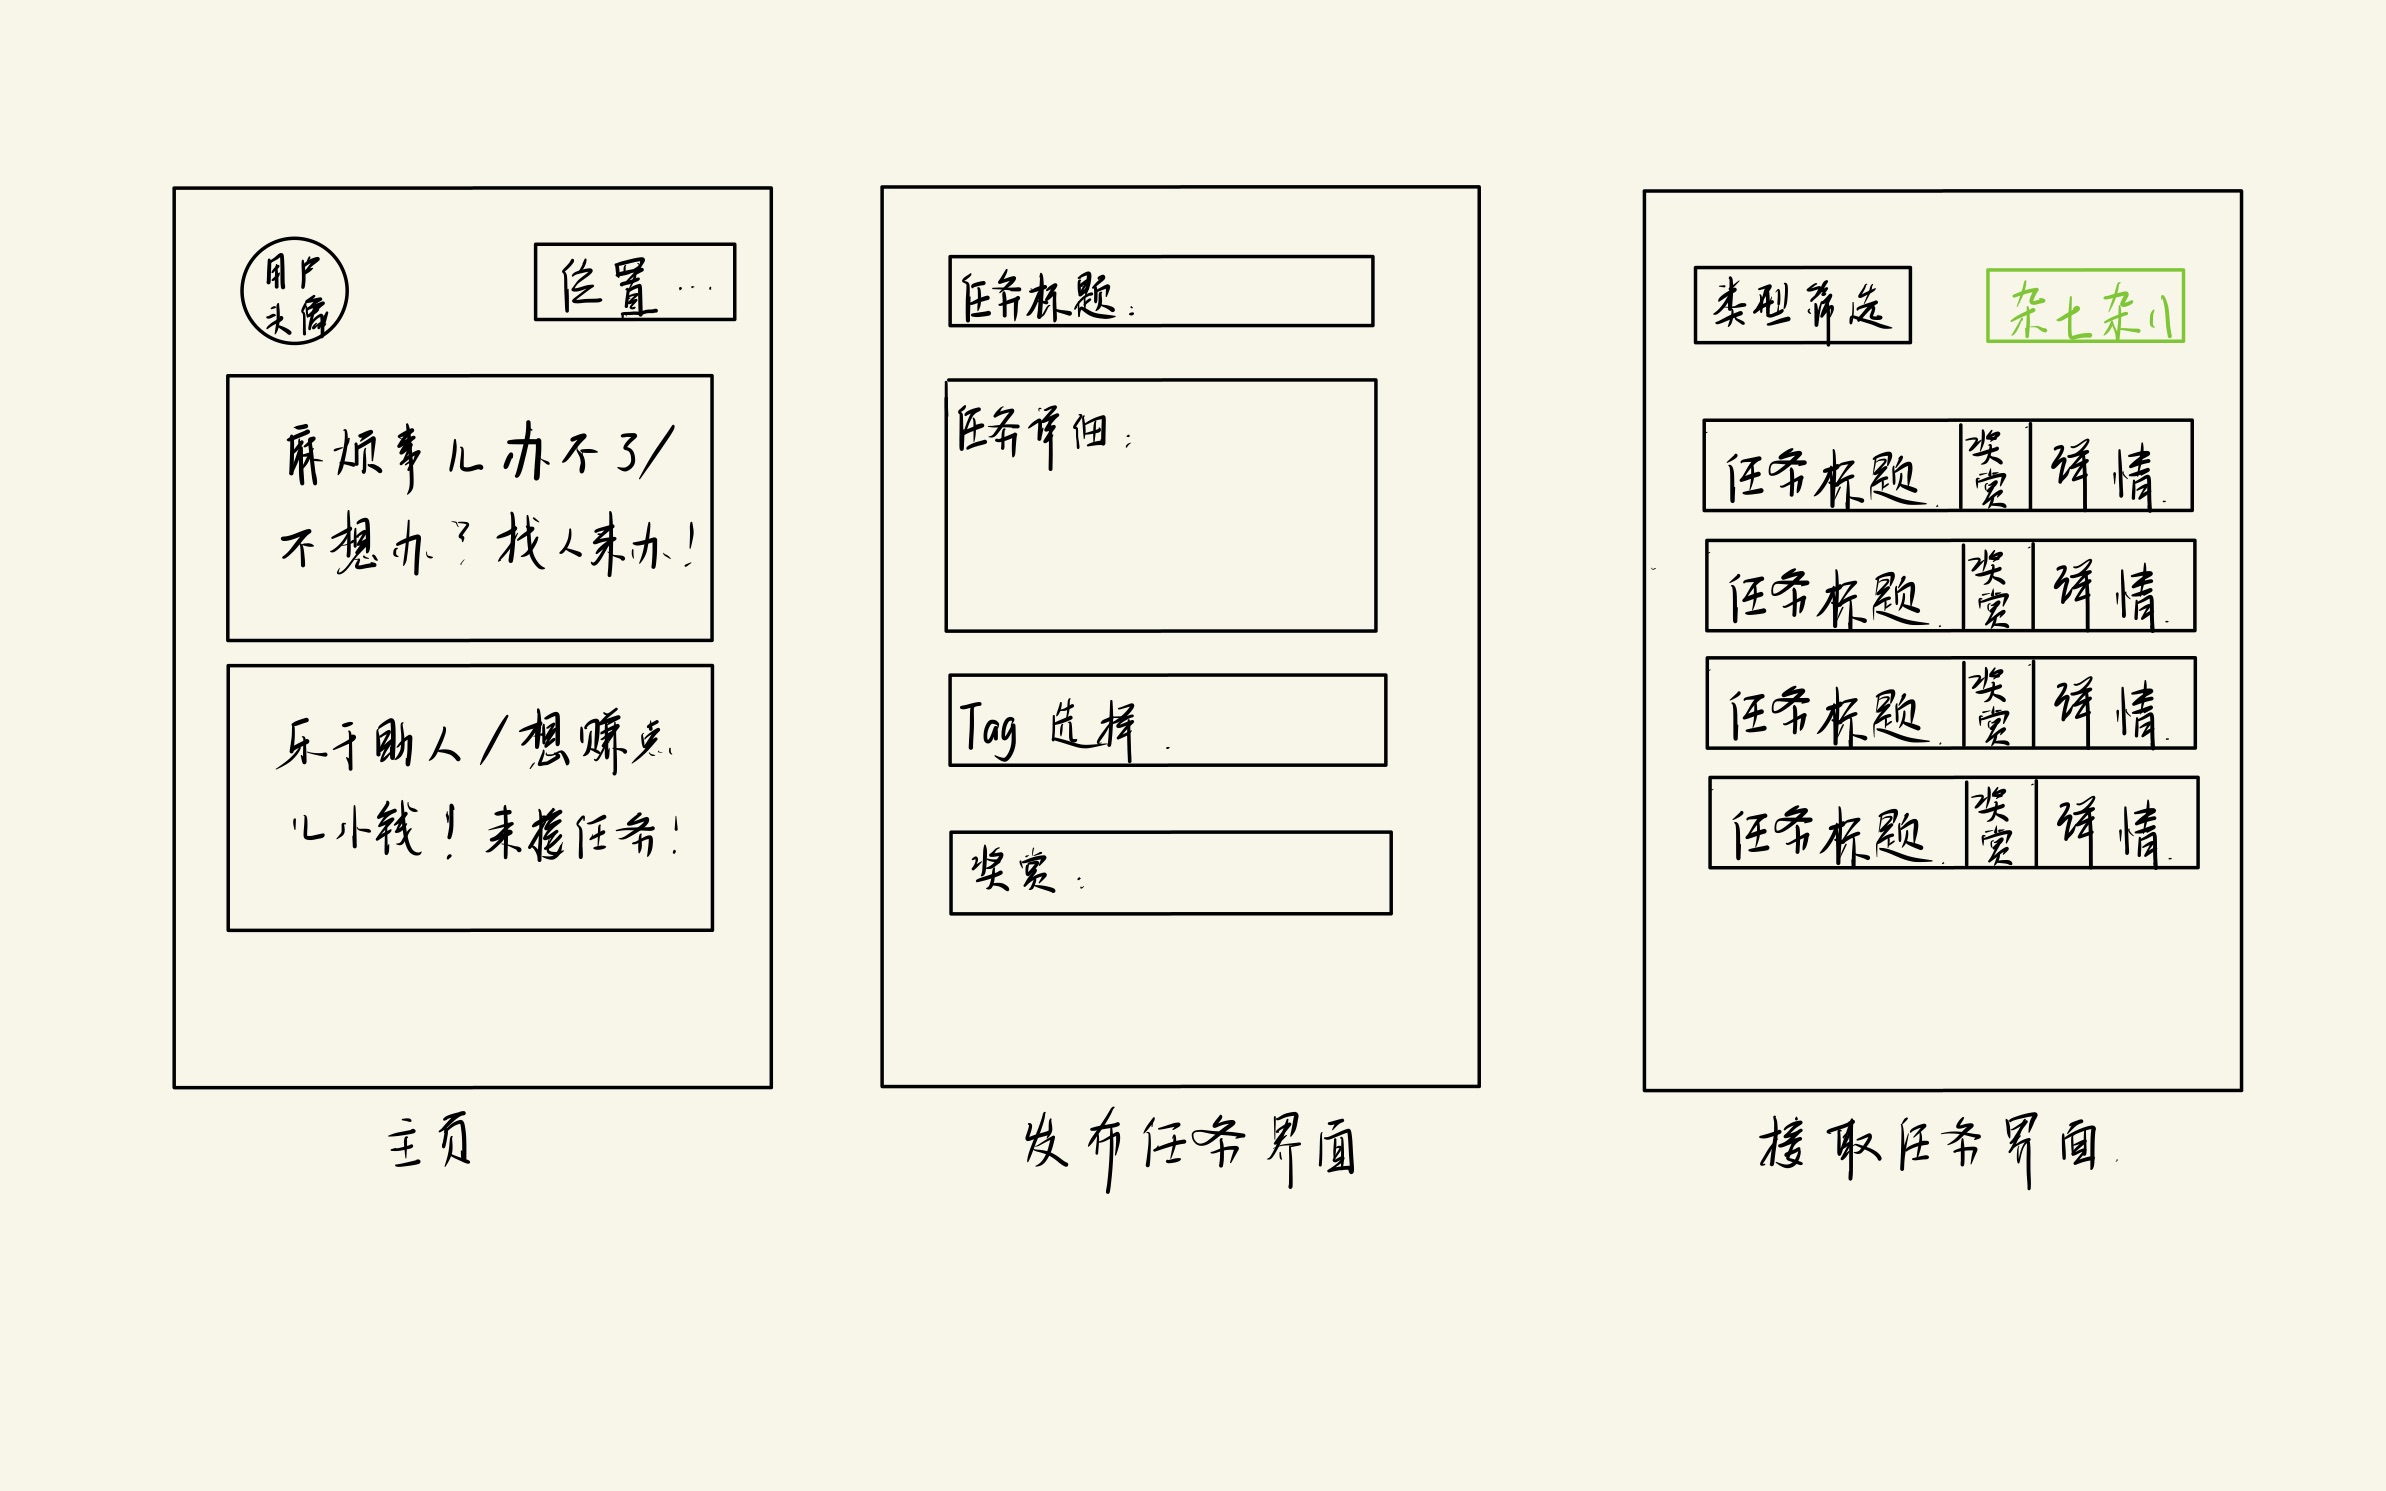 用户
头像
位置...
麻烦事儿办不了/
不想办？找人来办！
乐于助人/想赚点
儿小钱！来接任务！
主页
任务标题：
任务详细：
Tag 选择
奖赏：
发布任务界面
类型筛选
杂七杂八
任务标题 奖赏 详情
任务标题 奖赏 详情
任务标题 奖赏 详情
任务标题 奖赏 详情
接取任务界面